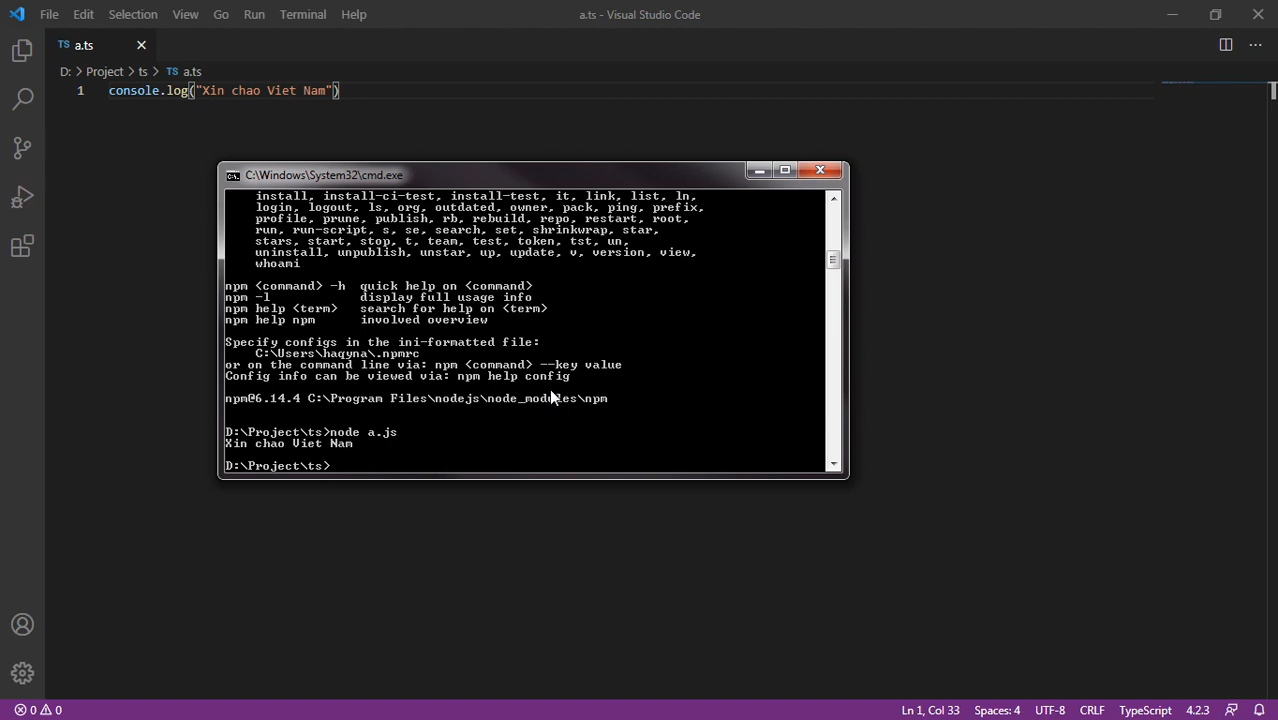 File Edit Selection View Go Run Terminal Help a.ts - Visual Studio Code
TS a.ts
D: > Project > ts > TS a.ts
1 console.log("Xin chao Viet Nam")
C:\Windows\System32\cmd.exe
install, install-ci-test, install-test, it, link, list, ln,
login, logout, ls, org, outdated, owner, pack, ping, prefix,
profile, prune, publish, rb, rebuild, repo, restart, root,
run, run-script, s, se, search, set, shrinkwrap, star,
stars, start, stop, t, team, test, token, tst, un,
uninstall, unpublish, unstar, up, update, v, version, view,
whoami
npm <command> -h quick help on <command>
npm -l display full usage info
npm help <term> search for help on <term>
npm help npm involved overview
Specify configs in the ini-formatted file:
C:\Users\haqyna\.npmrc
or on the command line via: npm <command> --key value
Config info can be viewed via: npm help config
npm@6.14.4 C:\Program Files\nodejs\node_modules\npm
D:\Project\ts>node a.js
Xin chao Viet Nam
D:\Project\ts>
0 0 Ln 1, Col 33 Spaces: 4 UTF-8 CRLF TypeScript 4.2.3